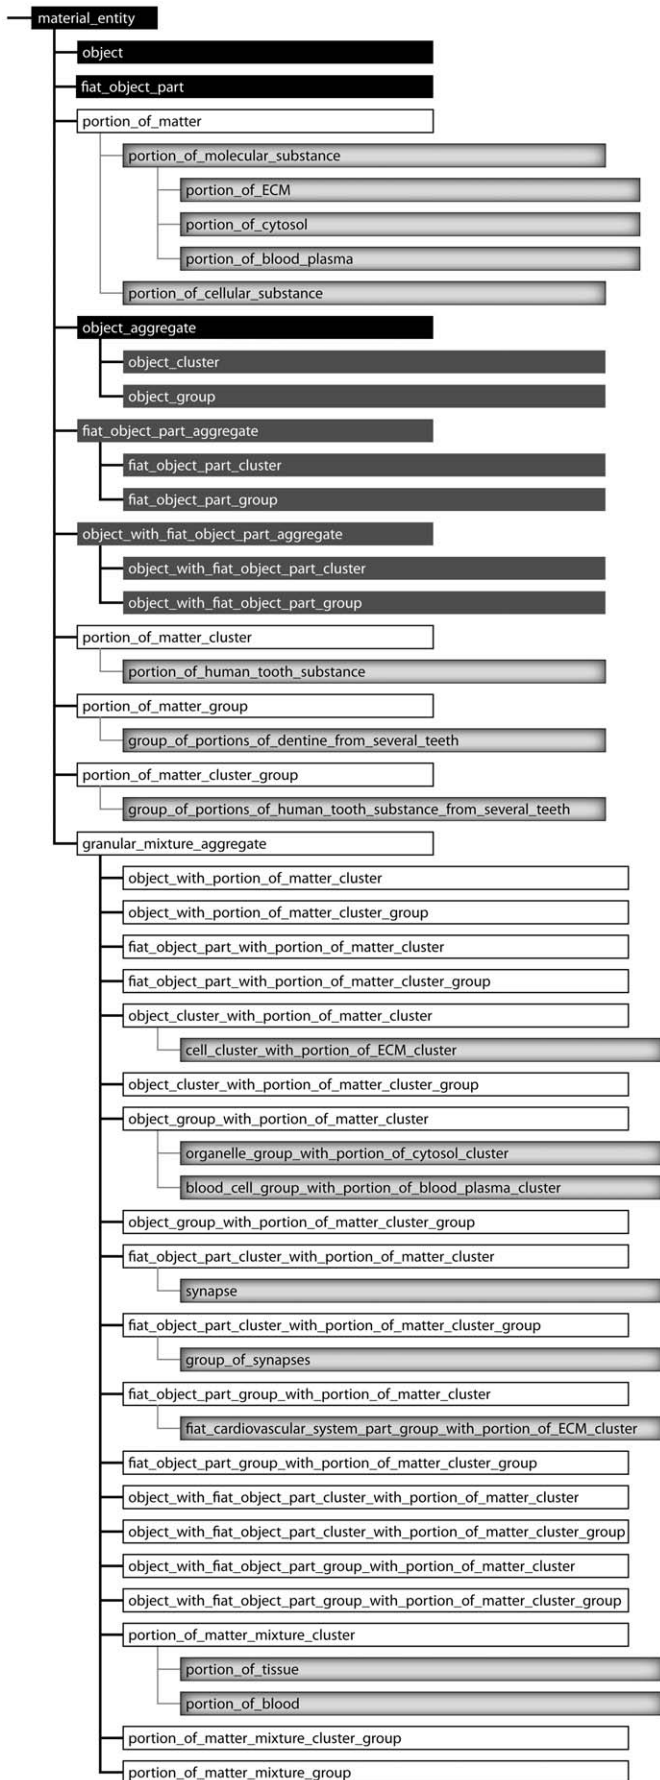 material_entity
object
fiat_object_part
portion_of_matter
portion_of_molecular_substance
portion_of_ECM
portion_of_cytosol
portion_of_blood_plasma
portion_of_cellular_substance
object_aggregate
object_cluster
object_group
fiat_object_part_aggregate
fiat_object_part_cluster
fiat_object_part_group
object_with_fiat_object_part_aggregate
object_with_fiat_object_part_cluster
object_with_fiat_object_part_group
portion_of_matter_cluster
portion_of_human_tooth_substance
portion_of_matter_group
group_of_portions_of_dentine_from_several_teeth
portion_of_matter_cluster_group
group_of_portions_of_human_tooth_substance_from_several_teeth
granular_mixture_aggregate
object_with_portion_of_matter_cluster
object_with_portion_of_matter_cluster_group
fiat_object_part_with_portion_of_matter_cluster
fiat_object_part_with_portion_of_matter_cluster_group
object_cluster_with_portion_of_matter_cluster
cell_cluster_with_portion_of_ECM_cluster
object_cluster_with_portion_of_matter_cluster_group
object_group_with_portion_of_matter_cluster
organelle_group_with_portion_of_cytosol_cluster
blood_cell_group_with_portion_of_blood_plasma_cluster
object_group_with_portion_of_matter_cluster_group
fiat_object_part_cluster_with_portion_of_matter_cluster
synapse
fiat_object_part_cluster_with_portion_of_matter_cluster_group
group_of_synapses
fiat_object_part_group_with_portion_of_matter_cluster
fiat_cardiovascular_system_part_group_with_portion_of_ECM_cluster
fiat_object_part_group_with_portion_of_matter_cluster_group
object_with_fiat_object_part_cluster_with_portion_of_matter_cluster
object_with_fiat_object_part_cluster_with_portion_of_matter_cluster_group
object_with_fiat_object_part_group_with_portion_of_matter_cluster
object_with_fiat_object_part_group_with_portion_of_matter_cluster_group
portion_of_matter_mixture_cluster
portion_of_tissue
portion_of_blood
portion_of_matter_mixture_cluster_group
portion_of_matter_mixture_group